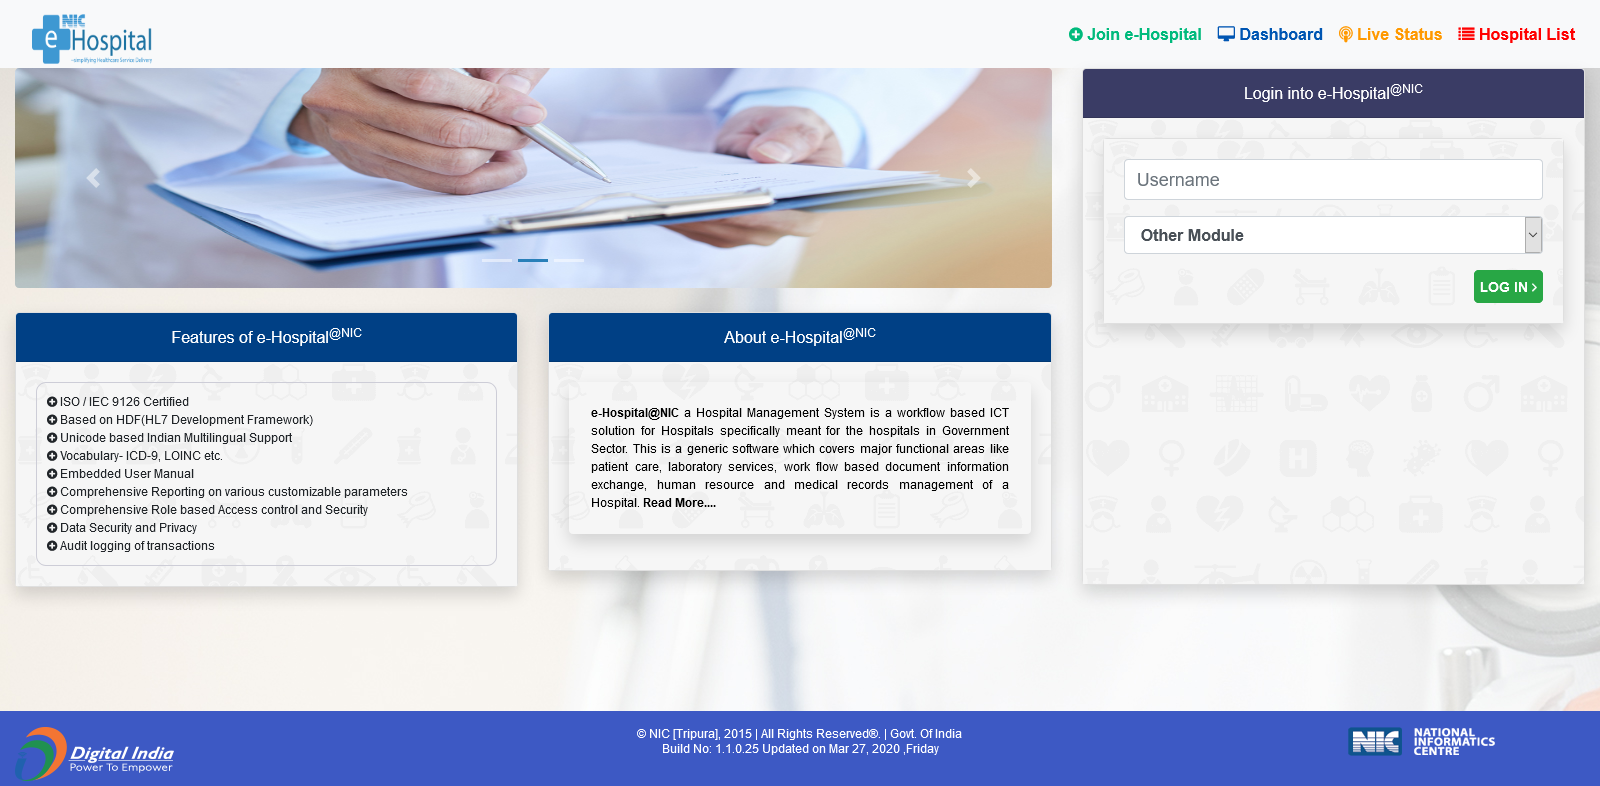 NIC
e Hospital
~simplifying Healthcare Service Delivery
Join e-Hospital Dashboard Live Status Hospital List
Login into e-Hospital@NIC
Username
Other Module
LOG IN
Features of e-Hospital@NIC
ISO / IEC 9126 Certified
Based on HDF(HL7 Development Framework)
Unicode based Indian Multilingual Support
Vocabulary- ICD-9, LOINC etc.
Embedded User Manual
Comprehensive Reporting on various customizable parameters
Comprehensive Role based Access control and Security
Data Security and Privacy
Audit logging of transactions
About e-Hospital@NIC
e-Hospital@NIC a Hospital Management System is a workflow based ICT
solution for Hospitals specifically meant for the hospitals in Government
Sector. This is a generic software which covers major functional areas like
patient care, laboratory services, work flow based document information
exchange, human resource and medical records management of a
Hospital. Read More....
Digital India
Power To Empower
© NIC [Tripura], 2015 | All Rights Reserved®. | Govt. Of India
Build No: 1.1.0.25 Updated on Mar 27, 2020 ,Friday
NIC
NATIONAL
INFORMATICS
CENTRE